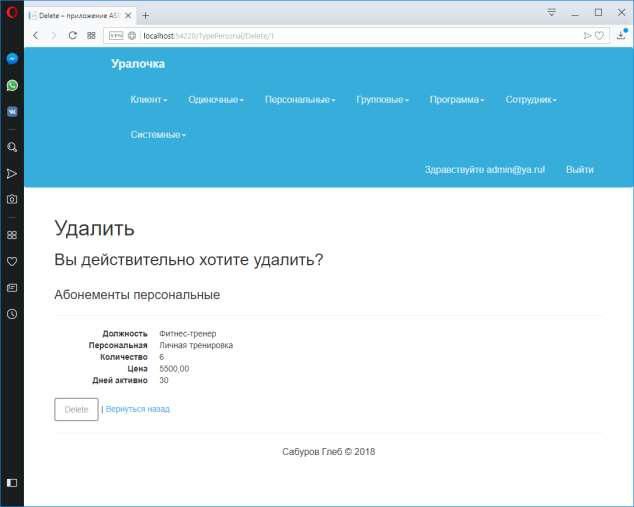 Delete – приложение ASI
VPN localhost:54220/TypePersonal/Delete/1
Уралочка
Клиент Одиночные Персональные Групповые Программа Сотрудник
Системные
Здравствуйте admin@ya.ru! Выйти
Удалить
Вы действительно хотите удалить?
Абонементы персональные
Должность Фитнес-тренер
Персональная Личная тренировка
Количество 6
Цена 5500,00
Дней активно 30
Delete | Вернуться назад
Сабуров Глеб © 2018